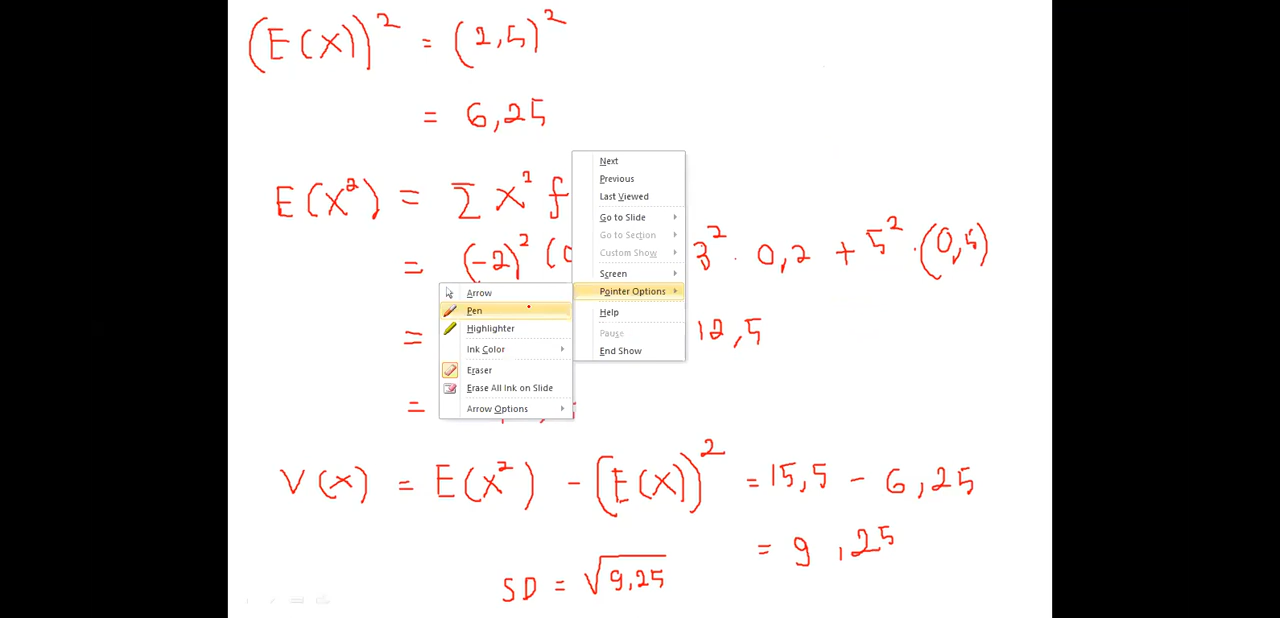 (E(X))² = (2,5)²
= 6,25
E(X²) = Σ X² f
= (-2)² (0 3² · 0,2 + 5² · (0,5)
= 12,5
=
V(X) = E(X²) - (E(X))² = 15,5 - 6,25
= 9,25
SD = √9,25
Next
Previous
Last Viewed
Go to Slide
Go to Section
Custom Show
Screen
Pointer Options
Help
Pause
End Show
Arrow
Pen
Highlighter
Ink Color
Eraser
Erase All Ink on Slide
Arrow Options